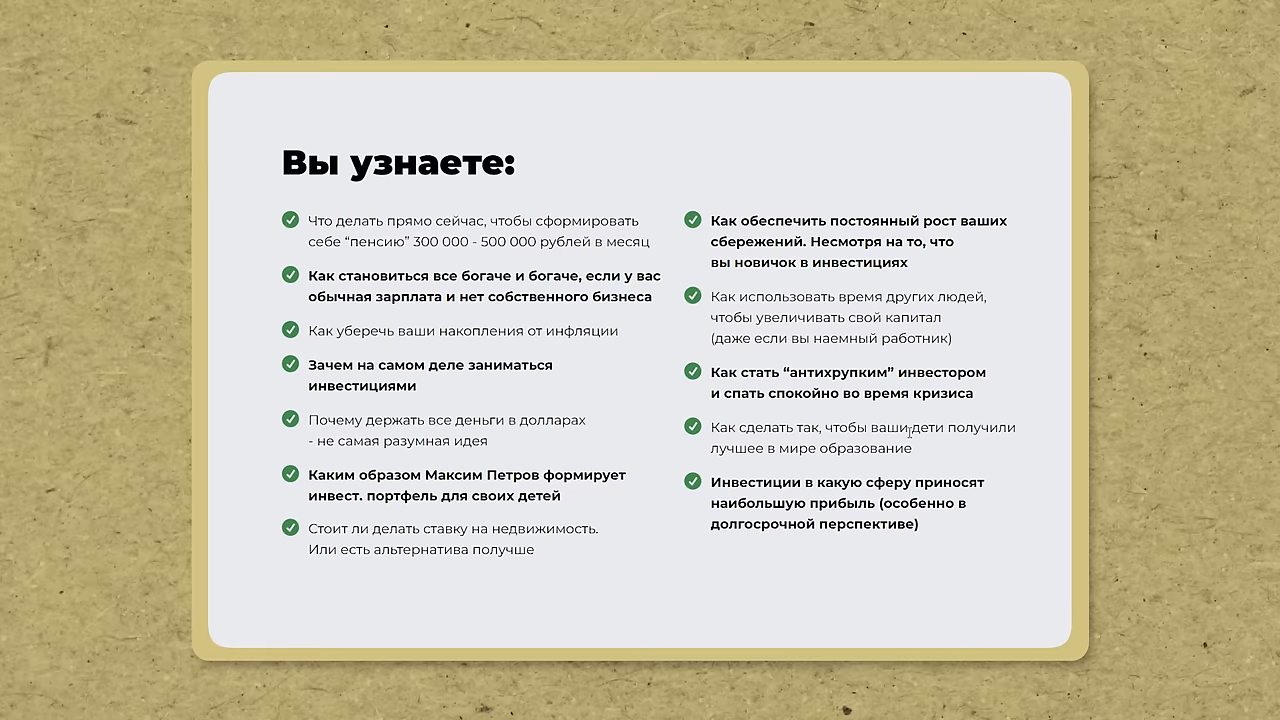 Вы узнаете:
Что делать прямо сейчас, чтобы сформировать
себе “пенсию” 300 000 - 500 000 рублей в месяц
Как становиться все богаче и богаче, если у вас
обычная зарплата и нет собственного бизнеса
Как уберечь ваши накопления от инфляции
Зачем на самом деле заниматься
инвестициями
Почему держать все деньги в долларах
- не самая разумная идея
Каким образом Максим Петров формирует
инвест. портфель для своих детей
Стоит ли делать ставку на недвижимость.
Или есть альтернатива получше
Как обеспечить постоянный рост ваших
сбережений. Несмотря на то, что
вы новичок в инвестициях
Как использовать время других людей,
чтобы увеличивать свой капитал
(даже если вы наемный работник)
Как стать “антихрупким” инвестором
и спать спокойно во время кризиса
Как сделать так, чтобы ваши дети получили
лучшее в мире образование
Инвестиции в какую сферу приносят
наибольшую прибыль (особенно в
долгосрочной перспективе)